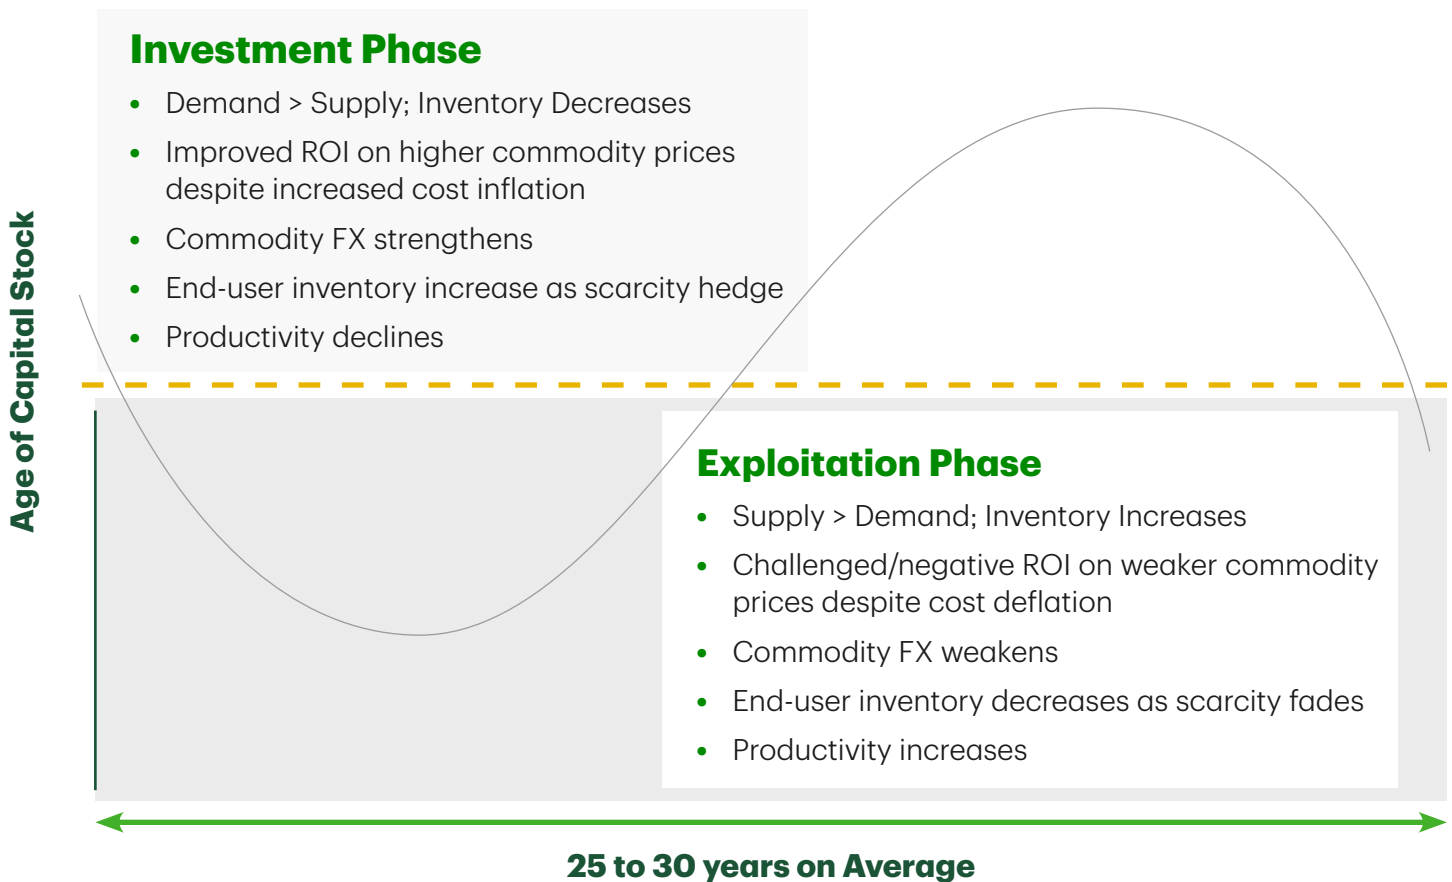 Age of Capital Stock
Investment Phase
• Demand > Supply; Inventory Decreases
• Improved ROI on higher commodity prices
despite increased cost inflation
• Commodity FX strengthens
• End-user inventory increase as scarcity hedge
• Productivity declines
Exploitation Phase
• Supply > Demand; Inventory Increases
• Challenged/negative ROI on weaker commodity
prices despite cost deflation
• Commodity FX weakens
• End-user inventory decreases as scarcity fades
• Productivity increases
25 to 30 years on Average